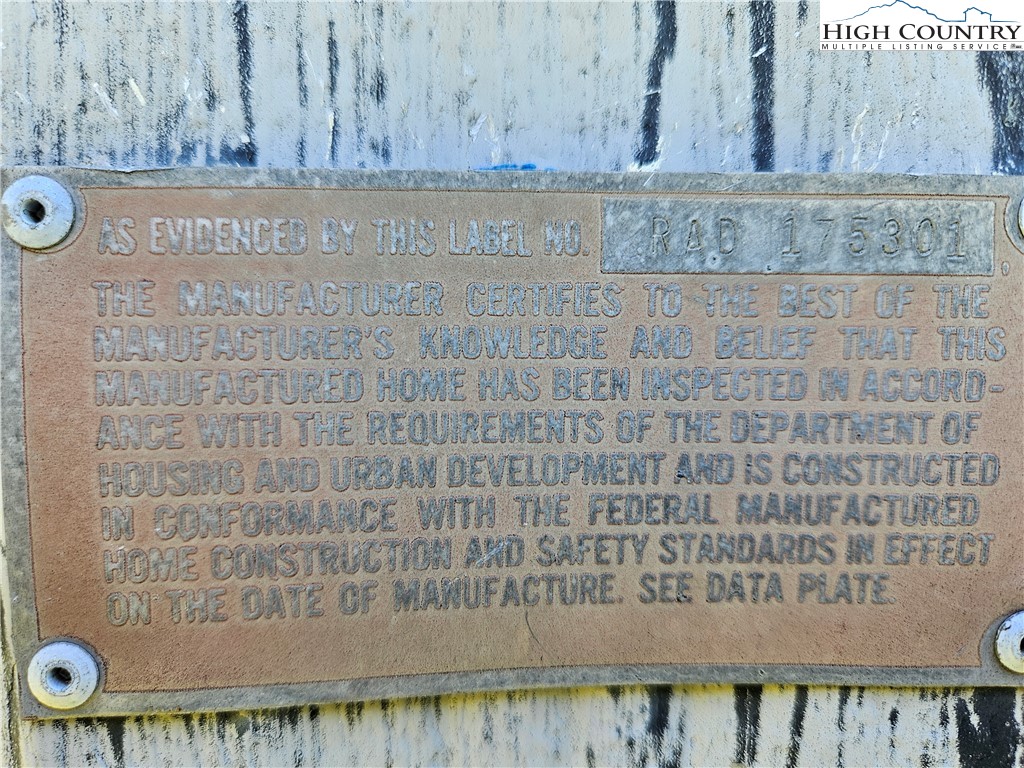 HIGH COUNTRY
MULTIPLE LISTING SERVICE
AS EVIDENCED BY THIS LABEL NO. RAD 175301.
THE MANUFACTURER CERTIFIES TO THE BEST OF THE
MANUFACTURER'S KNOWLEDGE AND BELIEF THAT THIS
MANUFACTURED HOME HAS BEEN INSPECTED IN ACCORD-
ANCE WITH THE REQUIREMENTS OF THE DEPARTMENT OF
HOUSING AND URBAN DEVELOPMENT AND IS CONSTRUCTED
IN CONFORMANCE WITH THE FEDERAL MANUFACTURED
HOME CONSTRUCTION AND SAFETY STANDARDS IN EFFECT
ON THE DATE OF MANUFACTURE. SEE DATA PLATE.